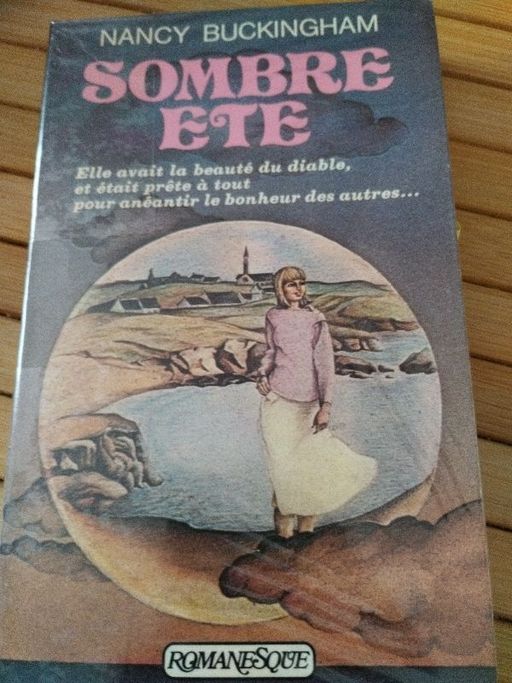 NANCY BUCKINGHAM
SOMBRE
ETE
Elle avait la beauté du diable,
et était prête à tout
pour anéantir le bonheur des autres...
ROMANESQUE